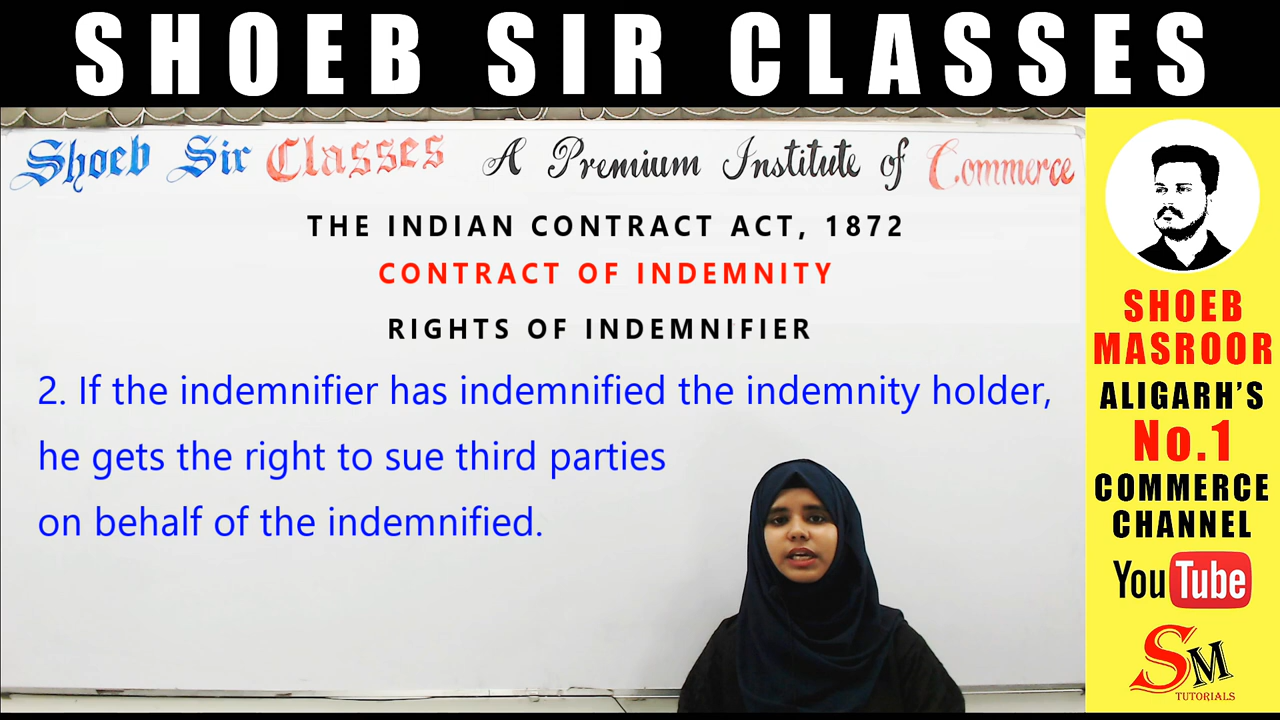 SHOEB SIR CLASSES
Shoeb Sir Classes A Premium Institute of Commerce
THE INDIAN CONTRACT ACT, 1872
CONTRACT OF INDEMNITY
RIGHTS OF INDEMNIFIER
2. If the indemnifier has indemnified the indemnity holder,
he gets the right to sue third parties
on behalf of the indemnified.
SHOEB
MASROOR
ALIGARH'S
No.1
COMMERCE
CHANNEL
YouTube
SM
TUTORIALS